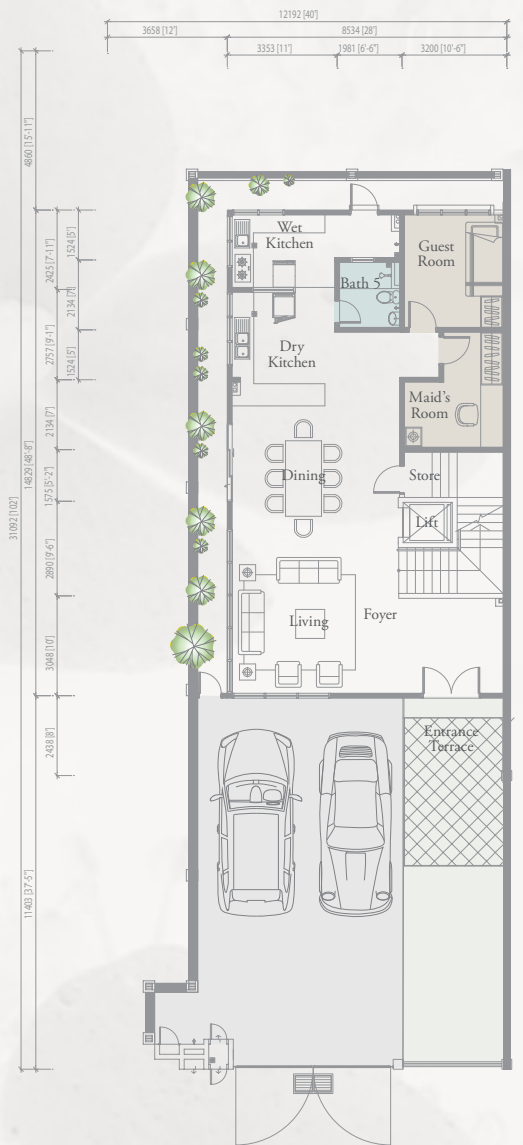 12192 [40']
3658 [12']
8534 [28']
3353 [11']
1981 [6'-6"]
3200 [10'-6"]
4860 [15'-11"]
31092 [102']
14829 [48'-8"]
2425 [7'-11"]
1524 [5']
2134 [7']
2757 [9'-1"]
1524 [5']
2134 [7']
1575 [5'-2"]
2890 [9'-6"]
3048 [10']
2438 [8']
11403 [37'-5"]
Wet
Kitchen
Guest
Room
Bath 5
Dry
Kitchen
Maid's
Room
Dining
Store
Lift
Living
Foyer
Entrance
Terrace